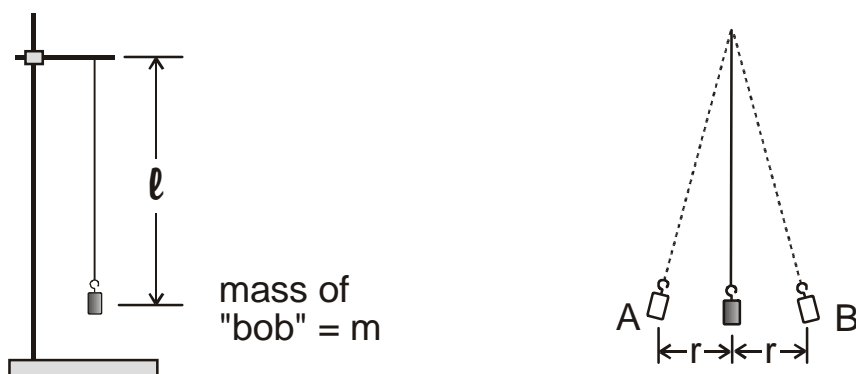 ℓ
mass of
"bob" = m
A
B
r r